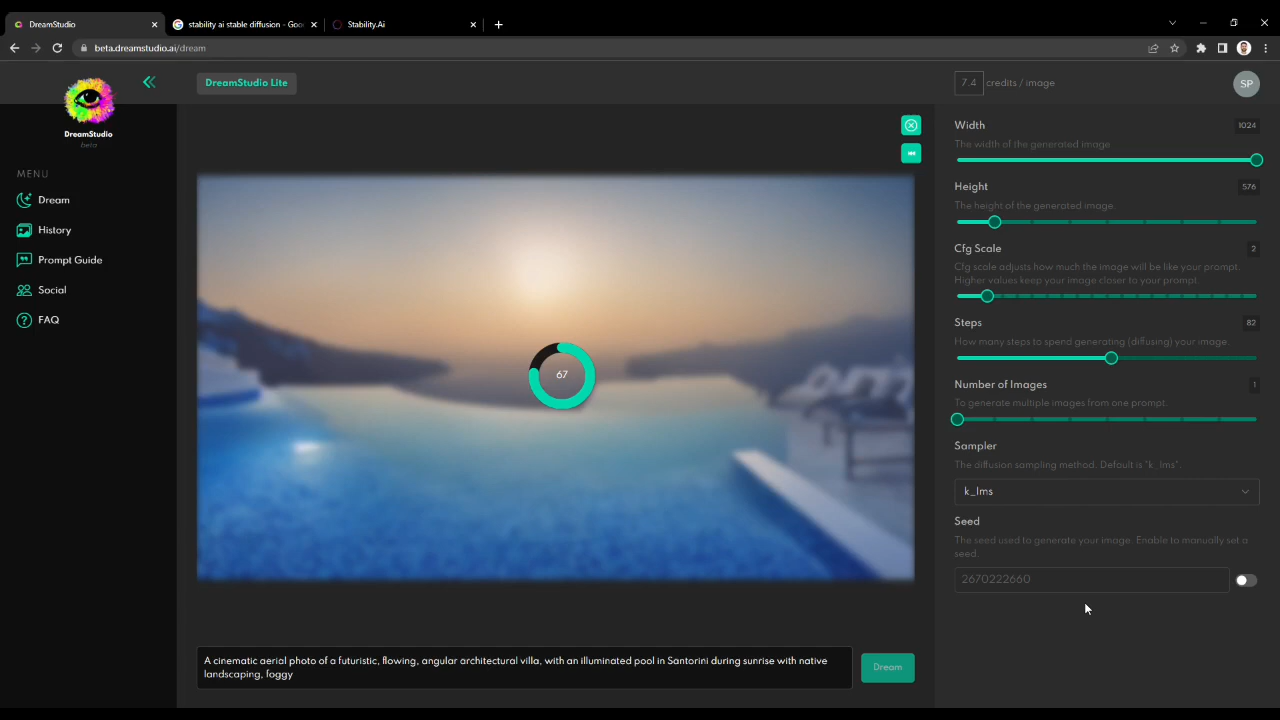 DreamStudio
stability ai stable diffusion - Goo
Stability.Ai
beta.dreamstudio.ai/dream
DreamStudio
beta
DreamStudio Lite
7.4 credits / image
SP
MENU
Dream
History
Prompt Guide
Social
FAQ
67
Width
1024
The width of the generated image.
Height
576
The height of the generated image.
Cfg Scale
2
Cfg scale adjusts how much the image will be like your prompt.
Higher values keep your image closer to your prompt.
Steps
82
How many steps to spend generating (diffusing) your image.
Number of Images
1
To generate multiple images from one prompt.
Sampler
The diffusion sampling method. Default is "k_lms".
k_lms
Seed
The seed used to generate your image. Enable to manually set a
seed.
2670222660
A cinematic aerial photo of a futuristic, flowing, angular architectural villa, with an illuminated pool in Santorini during sunrise with native
landscaping, foggy
Dream